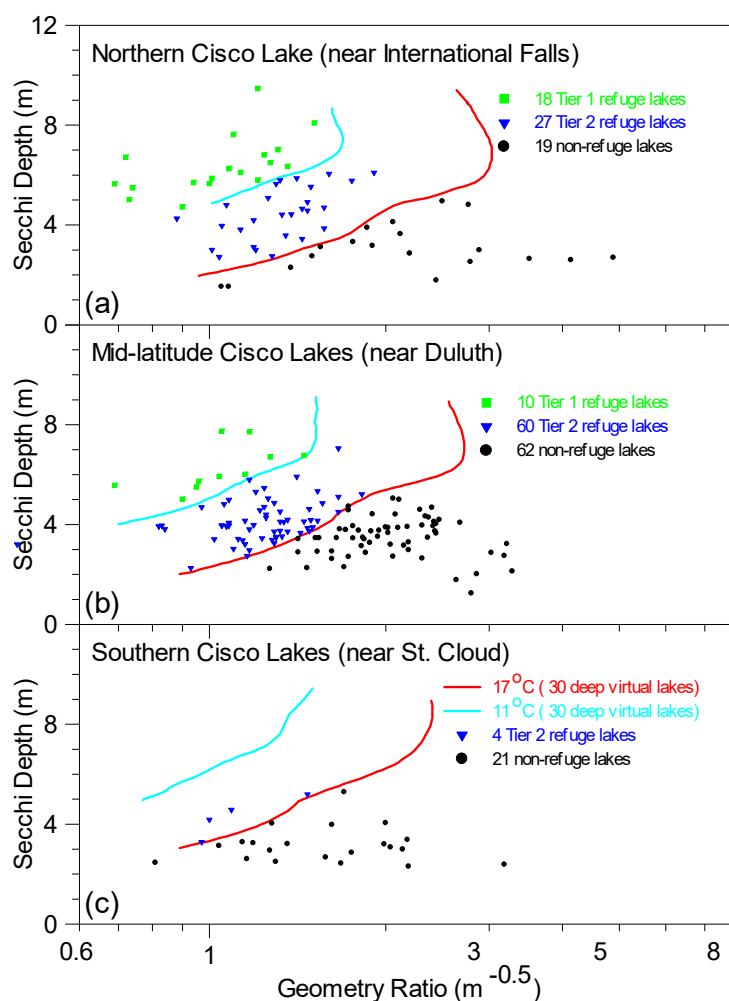 12
Northern Cisco Lake (near International Falls)
18 Tier 1 refuge lakes
27 Tier 2 refuge lakes
19 non-refuge lakes
8
4
0
Secchi Depth (m)
(a)
Mid-latitude Cisco Lakes (near Duluth)
10 Tier 1 refuge lakes
60 Tier 2 refuge lakes
62 non-refuge lakes
8
4
0
Secchi Depth (m)
(b)
Southern Cisco Lakes (near St. Cloud)
17 °C ( 30 deep virtual lakes)
11 °C ( 30 deep virtual lakes)
4 Tier 2 refuge lakes
21 non-refuge lakes
8
4
0
Secchi Depth (m)
(c)
0.6 1 3 5 8
Geometry Ratio (m -0.5)